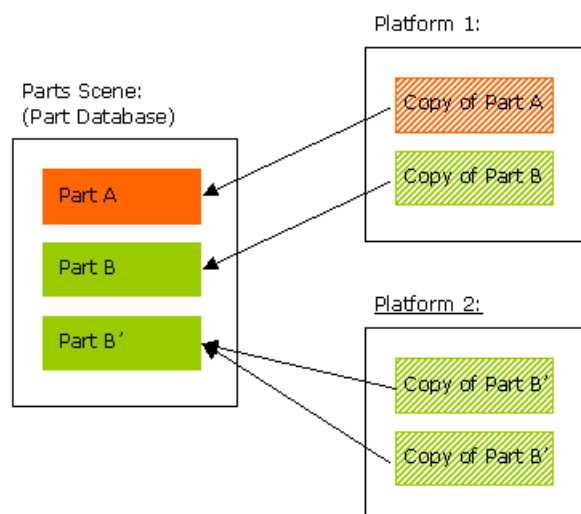 Parts Scene:
(Part Database)
Part A
Part B
Part B′
Platform 1:
Copy of Part A
Copy of Part B
Platform 2:
Copy of Part B′
Copy of Part B′